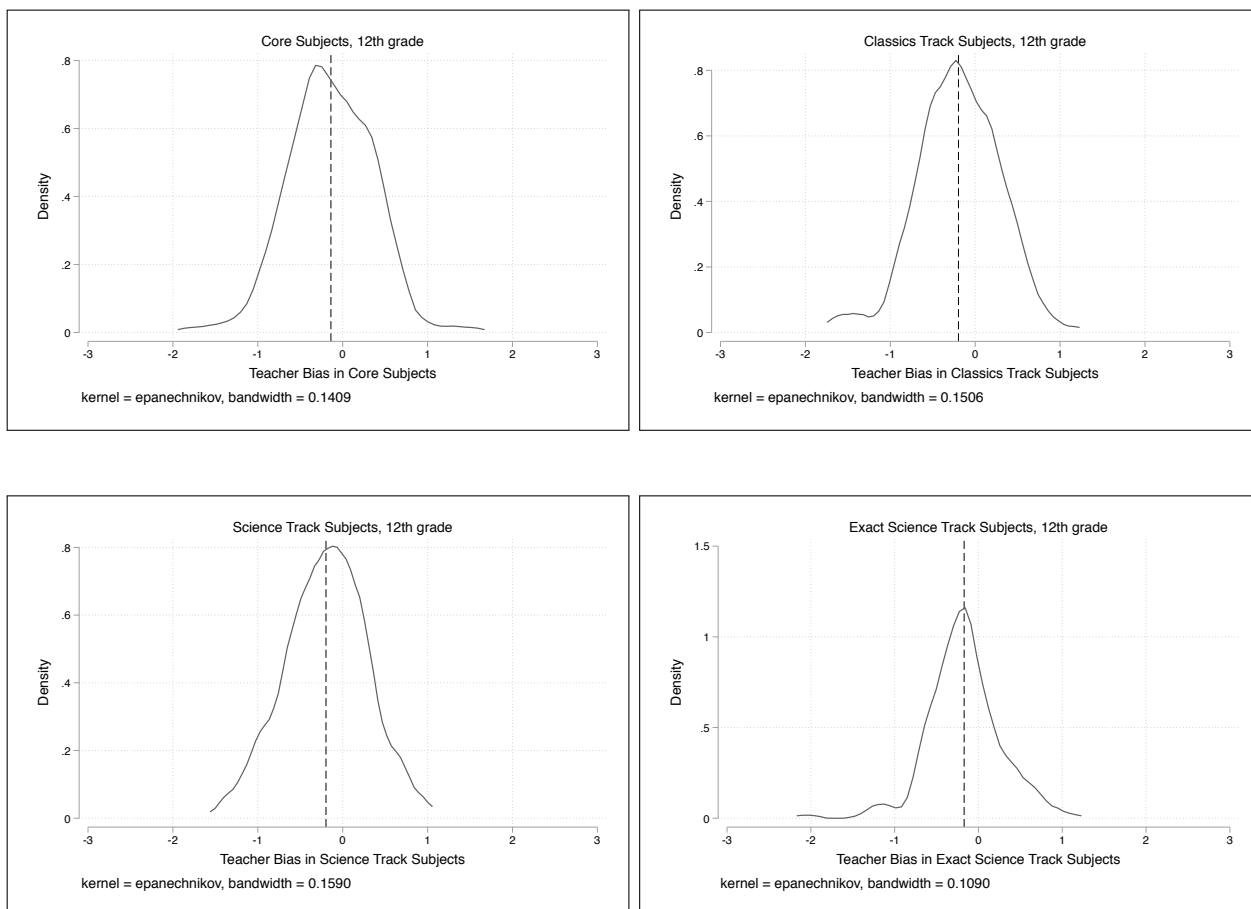 Core Subjects, 12th grade
.8
.6
.4
.2
0
Density
-3 -2 -1 0 1 2 3
Teacher Bias in Core Subjects
kernel = epanechnikov, bandwidth = 0.1409
Classics Track Subjects, 12th grade
.8
.6
.4
.2
0
Density
-3 -2 -1 0 1 2 3
Teacher Bias in Classics Track Subjects
kernel = epanechnikov, bandwidth = 0.1506
Science Track Subjects, 12th grade
.8
.6
.4
.2
0
Density
-3 -2 -1 0 1 2 3
Teacher Bias in Science Track Subjects
kernel = epanechnikov, bandwidth = 0.1590
Exact Science Track Subjects, 12th grade
1.5
1
.5
0
Density
-3 -2 -1 0 1 2 3
Teacher Bias in Exact Science Track Subjects
kernel = epanechnikov, bandwidth = 0.1090